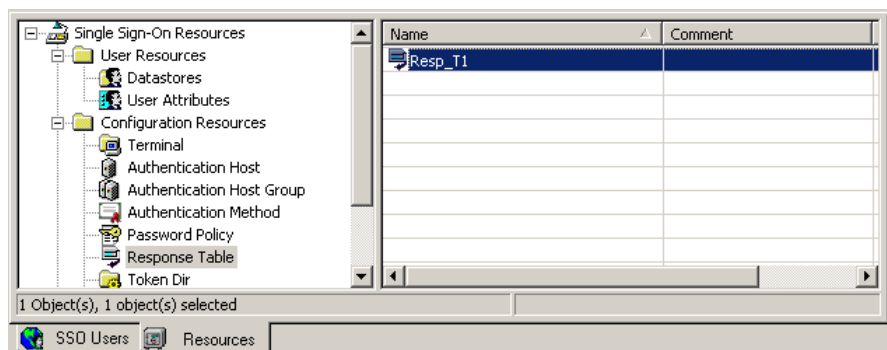 Single Sign-On Resources
User Resources
Datastores
User Attributes
Configuration Resources
Terminal
Authentication Host
Authentication Host Group
Authentication Method
Password Policy
Response Table
Token Dir
Name Comment
Resp_T1
1 Object(s), 1 object(s) selected
SSO Users Resources